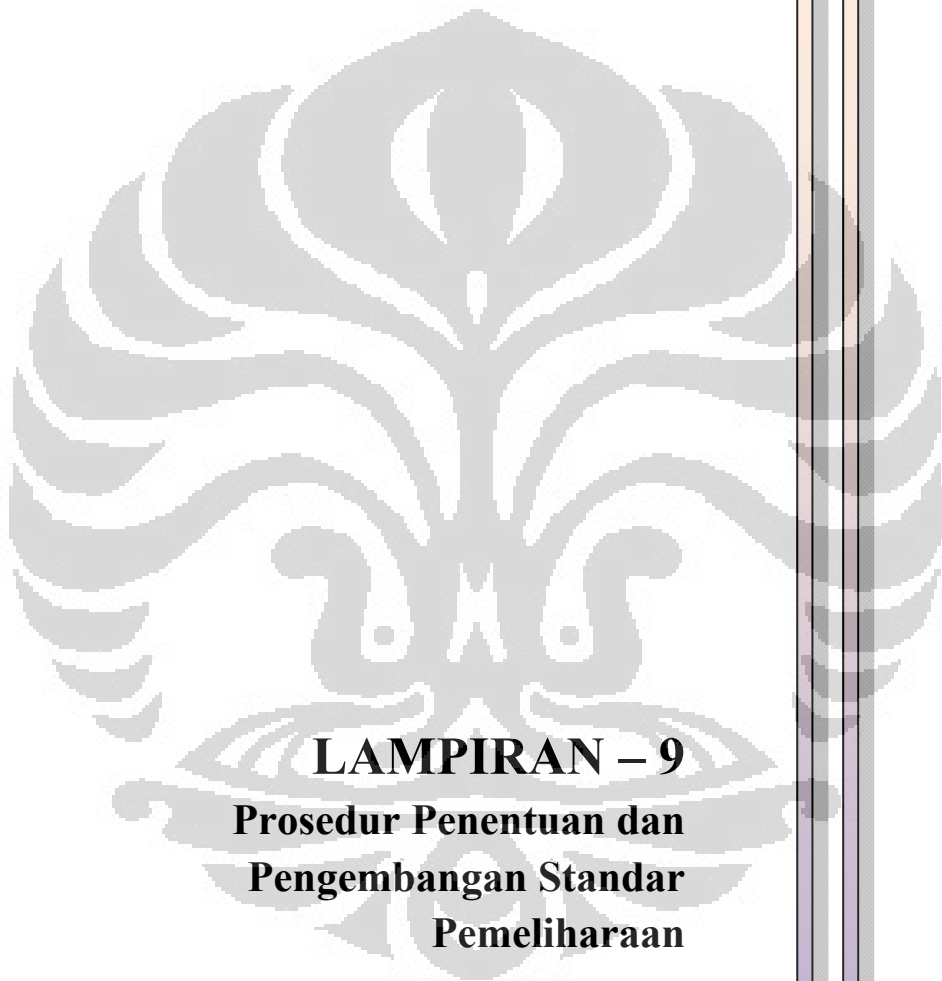 LAMPIRAN – 9
Prosedur Penentuan dan
Pengembangan Standar
Pemeliharaan